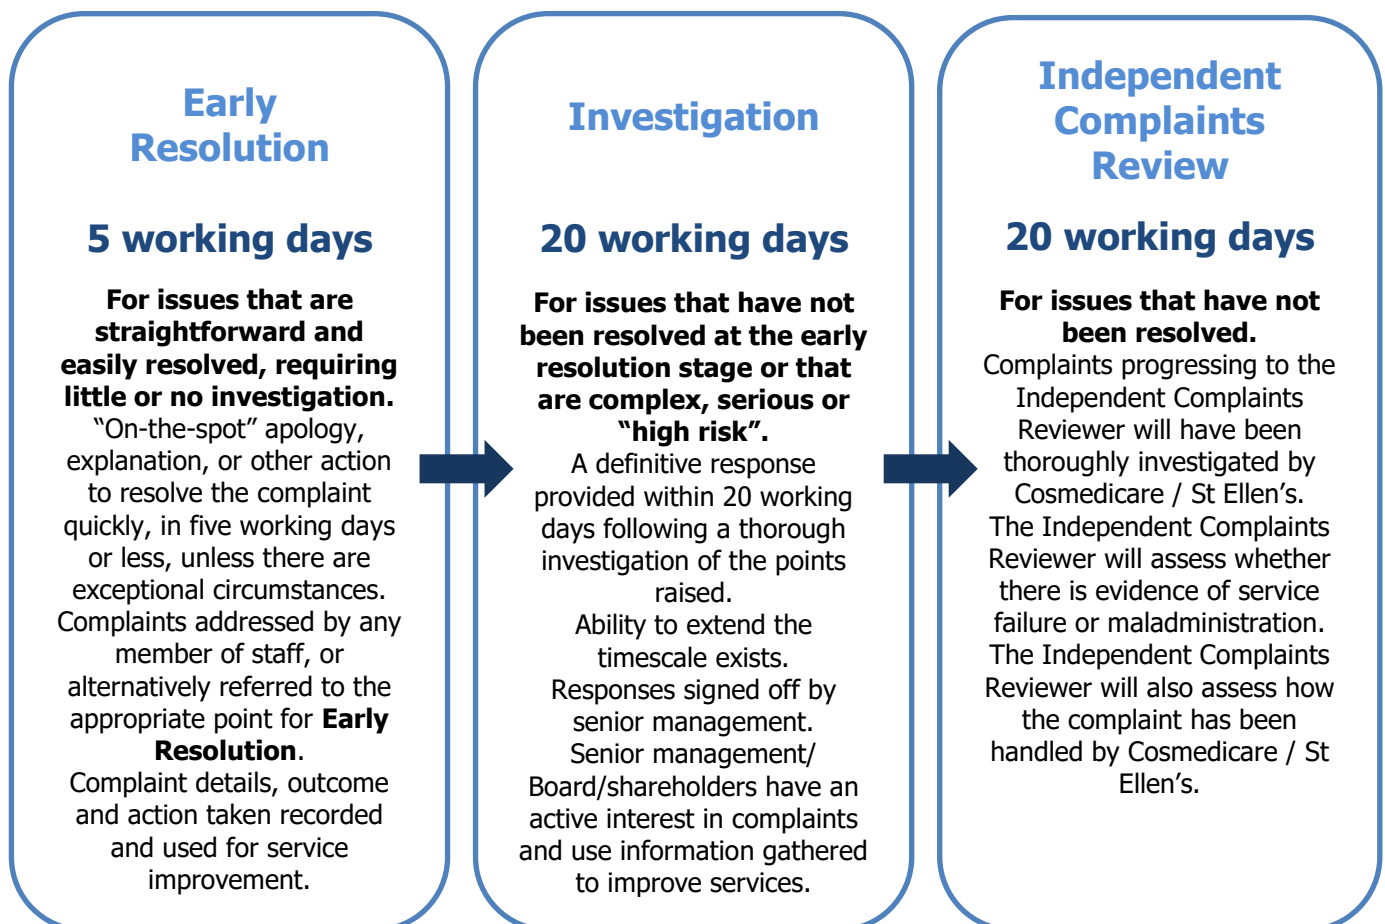 Early
Resolution
5 working days
For issues that are
straightforward and
easily resolved, requiring
little or no investigation.
“On-the-spot” apology,
explanation, or other action
to resolve the complaint
quickly, in five working days
or less, unless there are
exceptional circumstances.
Complaints addressed by any
member of staff, or
alternatively referred to the
appropriate point for Early
Resolution.
Complaint details, outcome
and action taken recorded
and used for service
improvement.
Investigation
20 working days
For issues that have not
been resolved at the early
resolution stage or that
are complex, serious or
“high risk”.
A definitive response
provided within 20 working
days following a thorough
investigation of the points
raised.
Ability to extend the
timescale exists.
Responses signed off by
senior management.
Senior management/
Board/shareholders have an
active interest in complaints
and use information gathered
to improve services.
Independent
Complaints
Review
20 working days
For issues that have not
been resolved.
Complaints progressing to the
Independent Complaints
Reviewer will have been
thoroughly investigated by
Cosmedicare / St Ellen’s.
The Independent Complaints
Reviewer will assess whether
there is evidence of service
failure or maladministration.
The Independent Complaints
Reviewer will also assess how
the complaint has been
handled by Cosmedicare / St
Ellen’s.